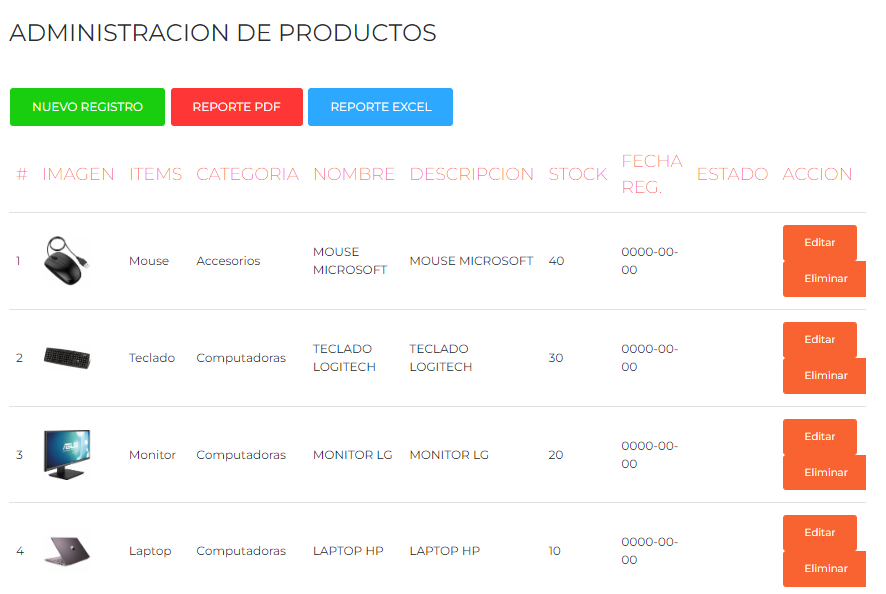 ADMINISTRACION DE PRODUCTOS
NUEVO REGISTRO REPORTE PDF REPORTE EXCEL
# IMAGEN ITEMS CATEGORIA NOMBRE DESCRIPCION STOCK FECHA REG. ESTADO ACCION
1 Mouse Accesorios MOUSE MICROSOFT MOUSE MICROSOFT 40 0000-00-00 Editar Eliminar
2 Teclado Computadoras TECLADO LOGITECH TECLADO LOGITECH 30 0000-00-00 Editar Eliminar
3 ASUS Monitor Computadoras MONITOR LG MONITOR LG 20 0000-00-00 Editar Eliminar
4 Laptop Computadoras LAPTOP HP LAPTOP HP 10 0000-00-00 Editar Eliminar